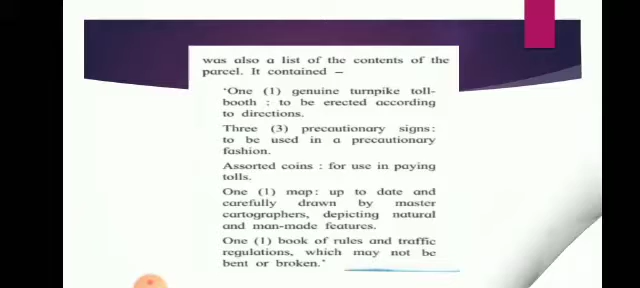 was also a list of the contents of the
parcel. It contained –
'One (1) genuine turnpike toll-
booth : to be erected according
to directions.
Three (3) precautionary signs:
to be used in a precautionary
fashion.
Assorted coins : for use in paying
tolls.
One (1) map: up to date and
carefully drawn by master
cartographers, depicting natural
and man-made features.
One (1) book of rules and traffic
regulations, which may not be
bent or broken.'